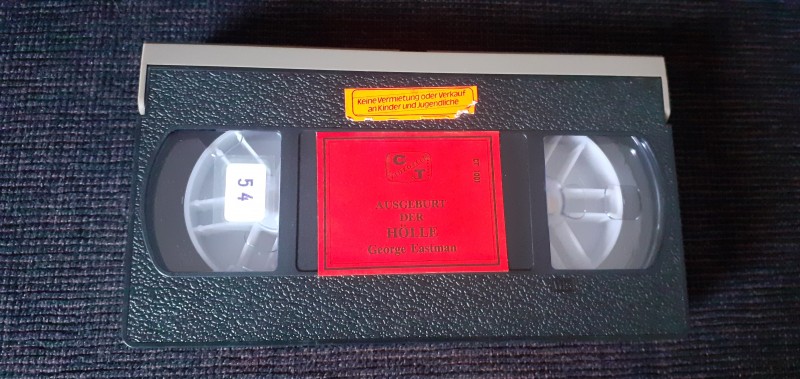 Keine Vermietung oder Verkauf
an Kinder und Jugendliche
54
C T
AUSGEBURT
DER
HÖLLE
George Eastman